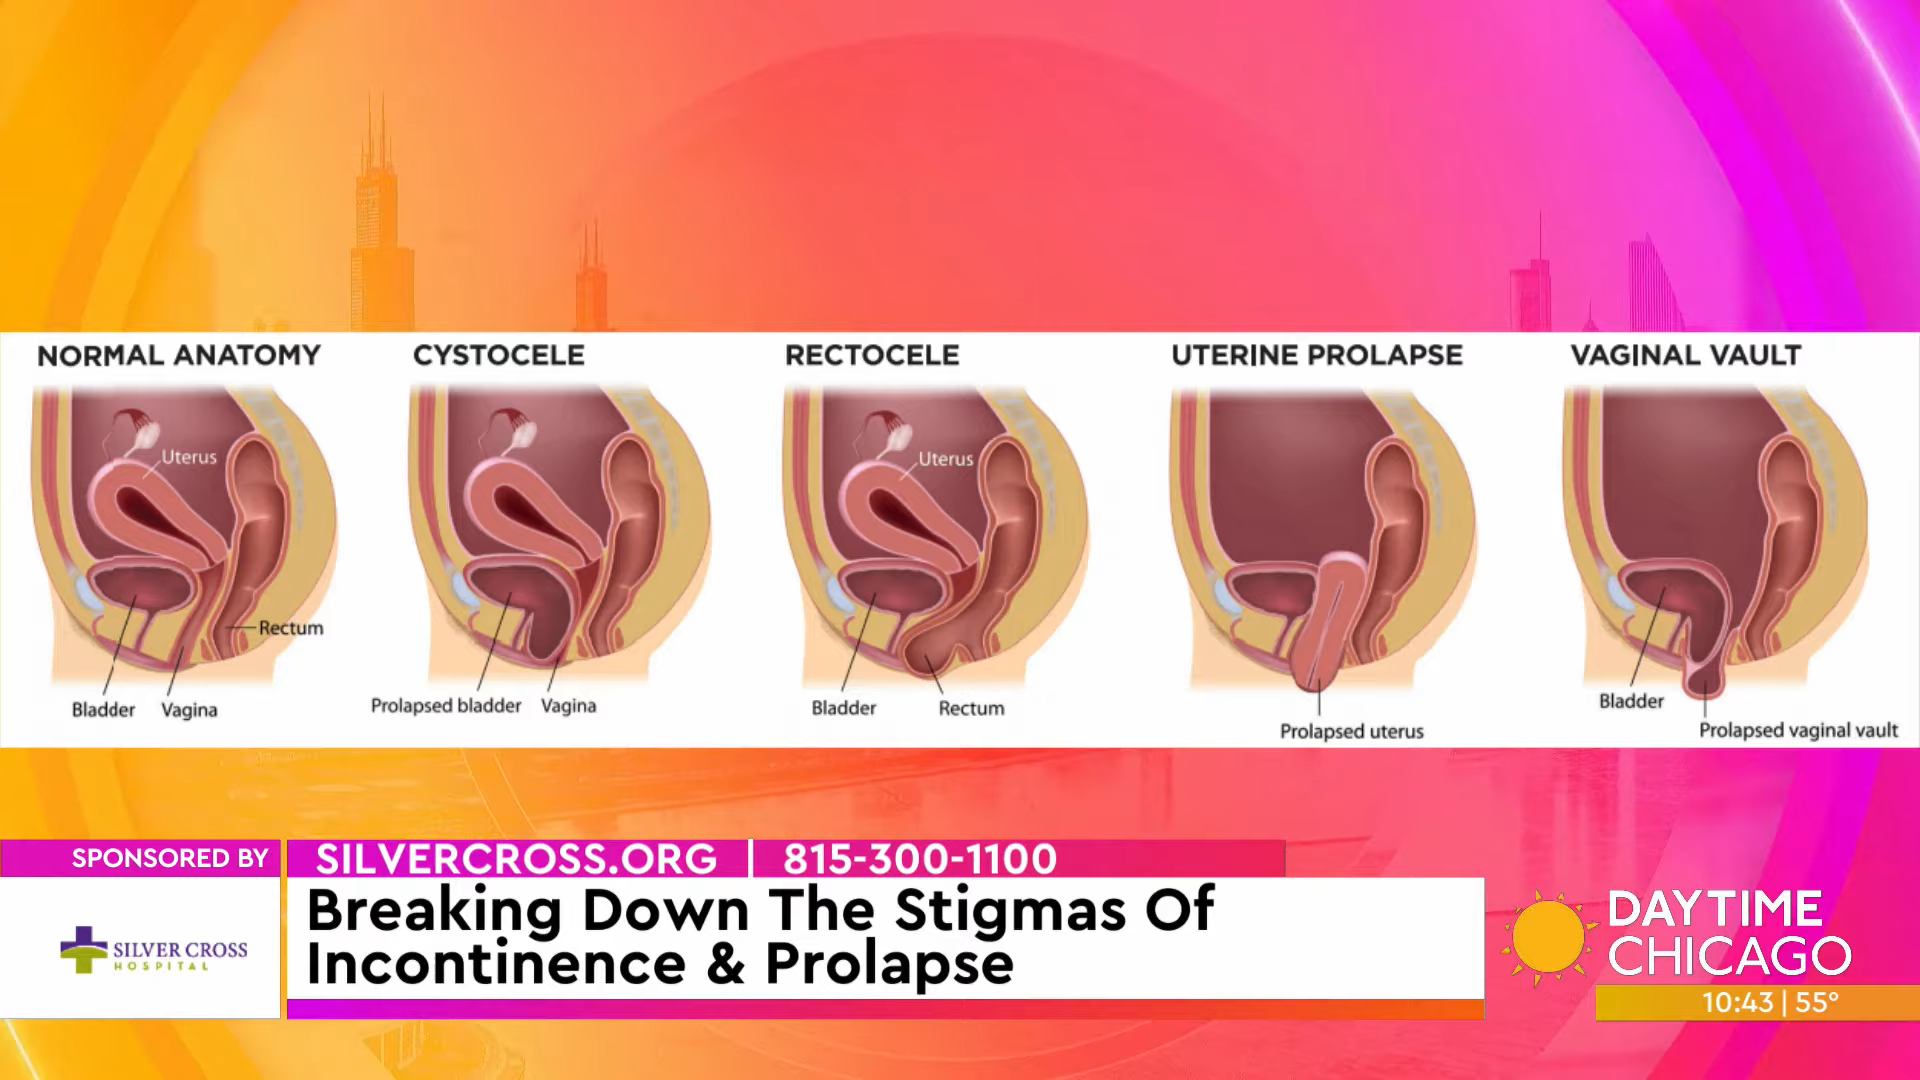 NORMAL ANATOMY
CYSTOCELE
RECTOCELE
UTERINE PROLAPSE
VAGINAL VAULT
Uterus
Rectum
Bladder
Vagina
Prolapsed bladder
Vagina
Uterus
Bladder
Rectum
Prolapsed uterus
Bladder
Prolapsed vaginal vault
SPONSORED BY
SILVER CROSS
HOSPITAL
SILVERCROSS.ORG | 815-300-1100
Breaking Down The Stigmas Of
Incontinence & Prolapse
DAYTIME
CHICAGO
10:43 | 55°